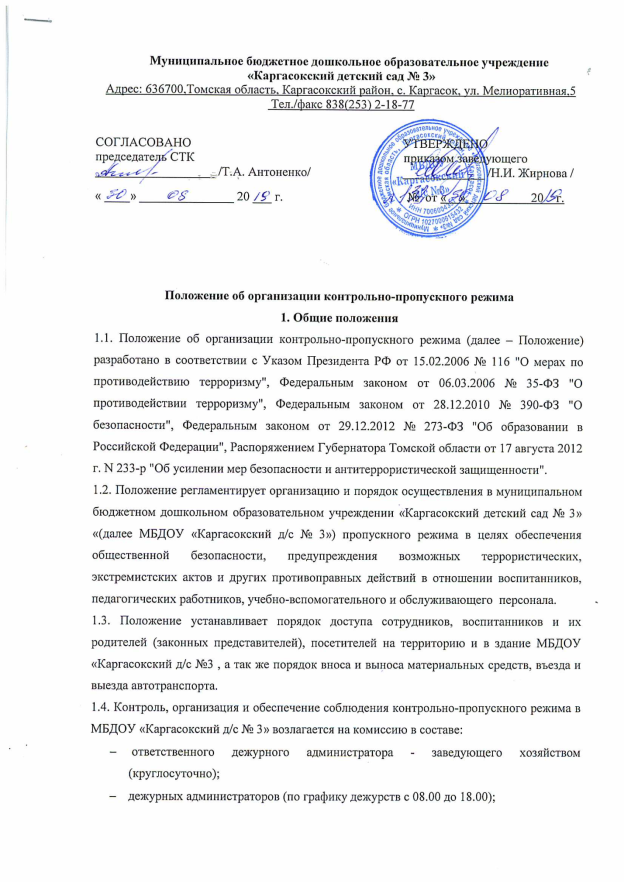 Муниципальное бюджетное дошкольное образовательное учреждение
«Каргасокский детский сад № 3»
Адрес: 636700,Томская область, Каргасокский район, с. Каргасок, ул. Мелиоративная,5
Тел./факс 838(253) 2-18-77
СОГЛАСОВАНО
председатель СТК
/Т.А. Антоненко/
« 30 » 08 20 г.
УТВЕРЖДЕНО
приказом заведующего
/Н.И. Жирнова /
№ от « » 08 20 г.
Положение об организации контрольно-пропускного режима
1. Общие положения
1.1. Положение об организации контрольно-пропускного режима (далее – Положение)
разработано в соответствии с Указом Президента РФ от 15.02.2006 № 116 "О мерах по
противодействию терроризму", Федеральным законом от 06.03.2006 № 35-ФЗ "О
противодействии терроризму", Федеральным законом от 28.12.2010 № 390-ФЗ "О
безопасности", Федеральным законом от 29.12.2012 № 273-ФЗ "Об образовании в
Российской Федерации", Распоряжением Губернатора Томской области от 17 августа 2012
г. N 233-р "Об усилении мер безопасности и антитеррористической защищенности".
1.2. Положение регламентирует организацию и порядок осуществления в муниципальном
бюджетном дошкольном образовательном учреждении «Каргасокский детский сад № 3»
«(далее МБДОУ «Каргасокский д/с № 3») пропускного режима в целях обеспечения
общественной безопасности, предупреждения возможных террористических,
экстремистских актов и других противоправных действий в отношении воспитанников,
педагогических работников, учебно-вспомогательного и обслуживающего персонала.
1.3. Положение устанавливает порядок доступа сотрудников, воспитанников и их
родителей (законных представителей), посетителей на территорию и в здание МБДОУ
«Каргасокский д/с №3 , а так же порядок вноса и выноса материальных средств, въезда и
выезда автотранспорта.
1.4. Контроль, организация и обеспечение соблюдения контрольно-пропускного режима в
МБДОУ «Каргасокский д/с № 3» возлагается на комиссию в составе:
– ответственного дежурного администратора - заведующего хозяйством
(круглосуточно);
– дежурных администраторов (по графику дежурств с 08.00 до 18.00);